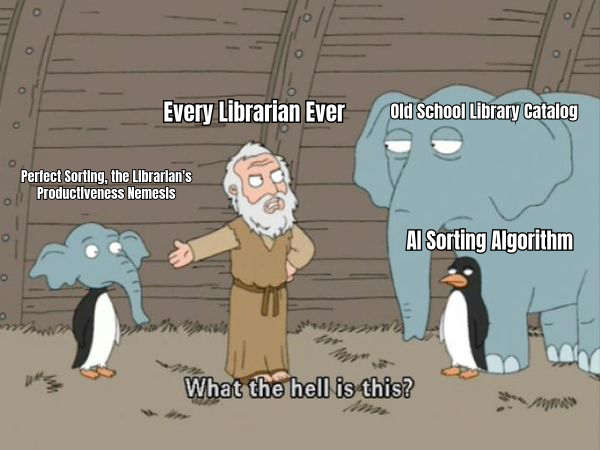 Every Librarian Ever
Old School Library Catalog
Perfect Sorting, the Librarian's
Productiveness Nemesis
AI Sorting Algorithm
What the hell is this?